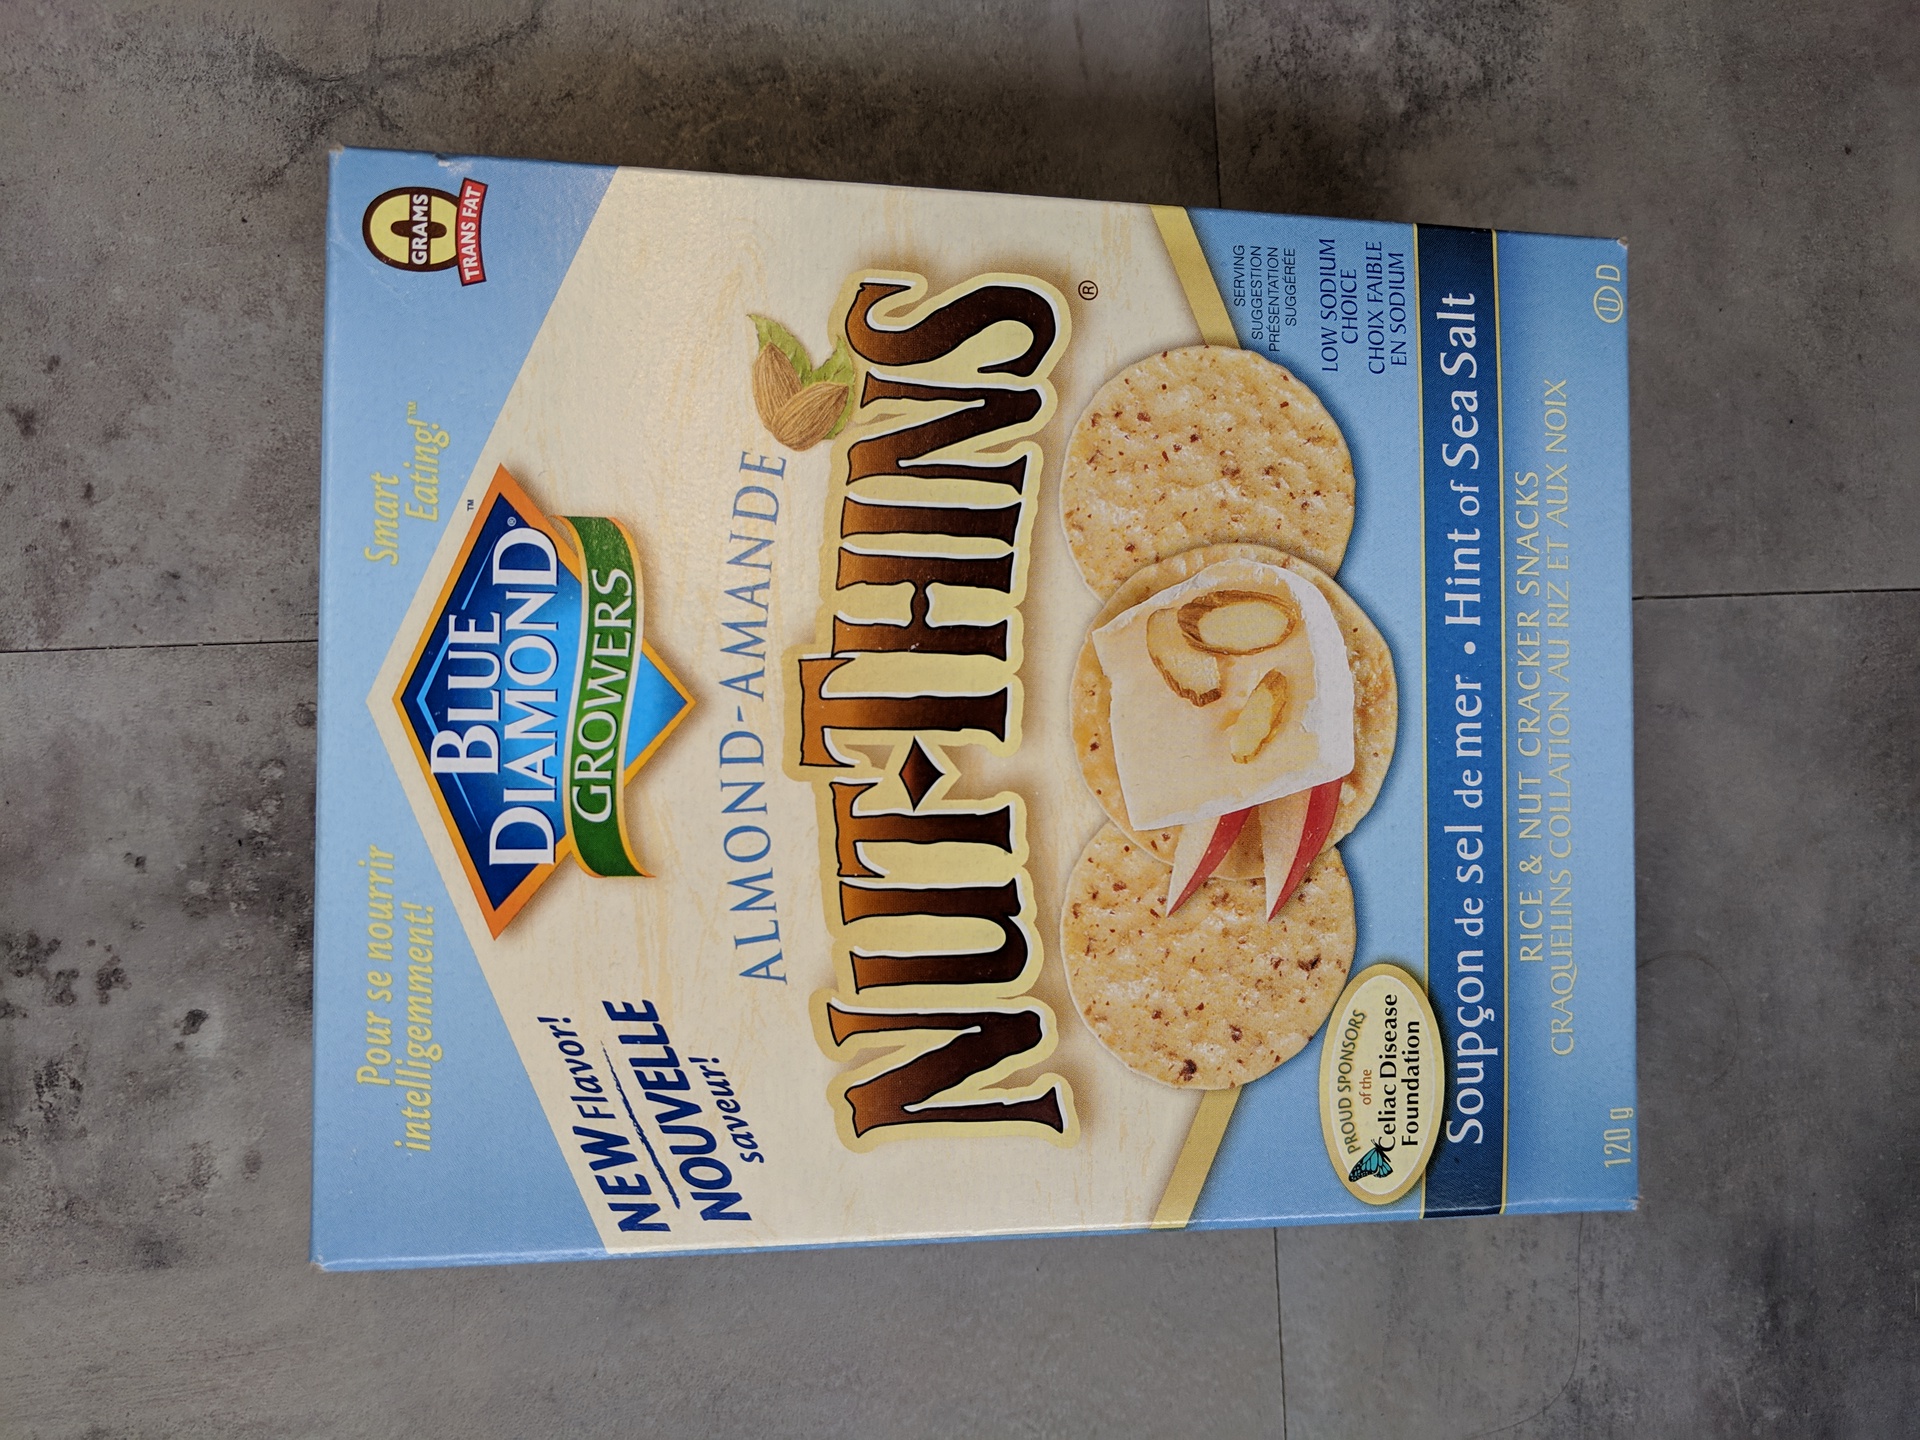 Pour se nourrir
intelligemment!
Smart
Eating!™
0
GRAMS
TRANS FAT
BLUE
DIAMOND®
™
GROWERS
NEW Flavor!
NOUVELLE
saveur!
ALMOND-AMANDE
NUT-THINS
®
SERVING
SUGGESTION
PRÉSENTATION
SUGGÉRÉE
LOW SODIUM
CHOICE
CHOIX FAIBLE
EN SODIUM
PROUD SPONSORS
of the
Celiac Disease
Foundation
Soupçon de sel de mer • Hint of Sea Salt
RICE & NUT CRACKER SNACKS
CRAQUELINS COLLATION AU RIZ ET AUX NOIX
120 g
Ⓤ D